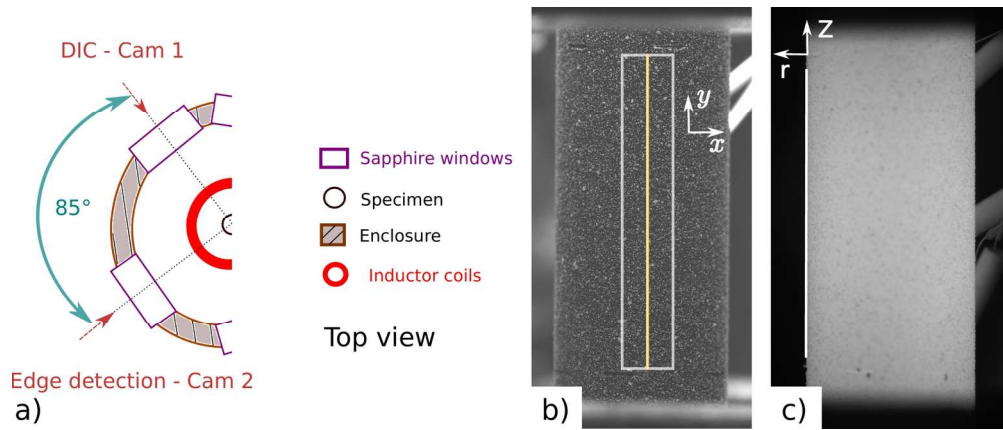 DIC - Cam 1
85°
Edge detection - Cam 2
a)
Sapphire windows
Specimen
Enclosure
Inductor coils
Top view
y
x
b)
Z
r
c)